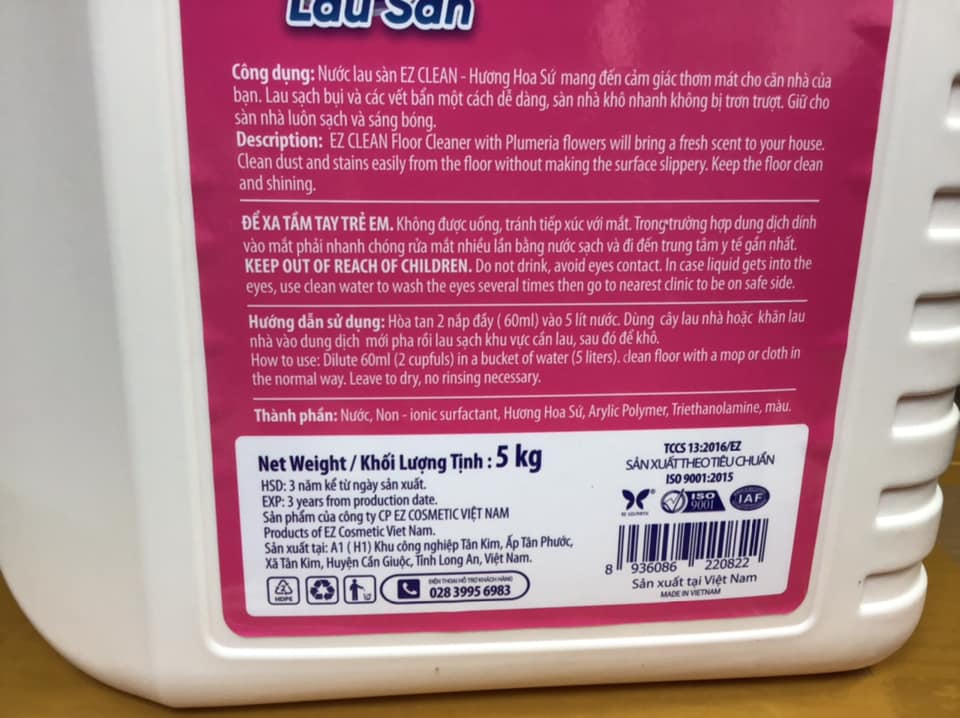 Lau Sàn
Công dụng: Nước lau sàn EZ CLEAN - Hương Hoa Sứ mang đến cảm giác thơm mát cho căn nhà của
bạn. Lau sạch bụi và các vết bẩn một cách dễ dàng, sàn nhà khô nhanh không bị trơn trượt. Giữ cho
sàn nhà luôn sạch và sáng bóng.
Description: EZ CLEAN Floor Cleaner with Plumeria flowers will bring a fresh scent to your house.
Clean dust and stains easily from the floor without making the surface slippery. Keep the floor clean
and shining.
ĐỂ XA TẦM TAY TRẺ EM. Không được uống, tránh tiếp xúc với mắt. Trong trường hợp dung dịch dính
vào mắt phải nhanh chóng rửa mắt nhiều lần bằng nước sạch và đi đến trung tâm y tế gần nhất.
KEEP OUT OF REACH OF CHILDREN. Do not drink, avoid eyes contact. In case liquid gets into the
eyes, use clean water to wash the eyes several times then go to nearest clinic to be on safe side.
Hướng dẫn sử dụng: Hòa tan 2 nắp đầy ( 60ml) vào 5 lít nước. Dùng cây lau nhà hoặc khăn lau
nhà vào dung dịch mới pha rồi lau sạch khu vực cần lau, sau đó để khô.
How to use: Dilute 60ml (2 cupfuls) in a bucket of water (5 liters). clean floor with a mop or cloth in
the normal way. Leave to dry, no rinsing necessary.
Thành phần: Nước, Non - ionic surfactant, Hương Hoa Sứ, Arylic Polymer, Triethanolamine, màu.
Net Weight / Khối Lượng Tịnh : 5 kg
HSD: 3 năm kể từ ngày sản xuất.
EXP: 3 years from production date.
Sản phẩm của công ty CP EZ COSMETIC VIỆT NAM
Products of EZ Cosmetic Viet Nam.
Sản xuất tại: A1 ( H1) Khu công nghiệp Tân Kim, Ấp Tân Phước,
Xã Tân Kim, Huyện Cần Giuộc, Tỉnh Long An, Việt Nam.
HDPE
ĐIỆN THOẠI HỖ TRỢ KHÁCH HÀNG
028 3995 6983
TCCS 13:2016/EZ
SẢN XUẤT THEO TIÊU CHUẨN
ISO 9001:2015
ISO
9001
IAF
8 936086 220822
Sản xuất tại Việt Nam
MADE IN VIETNAM